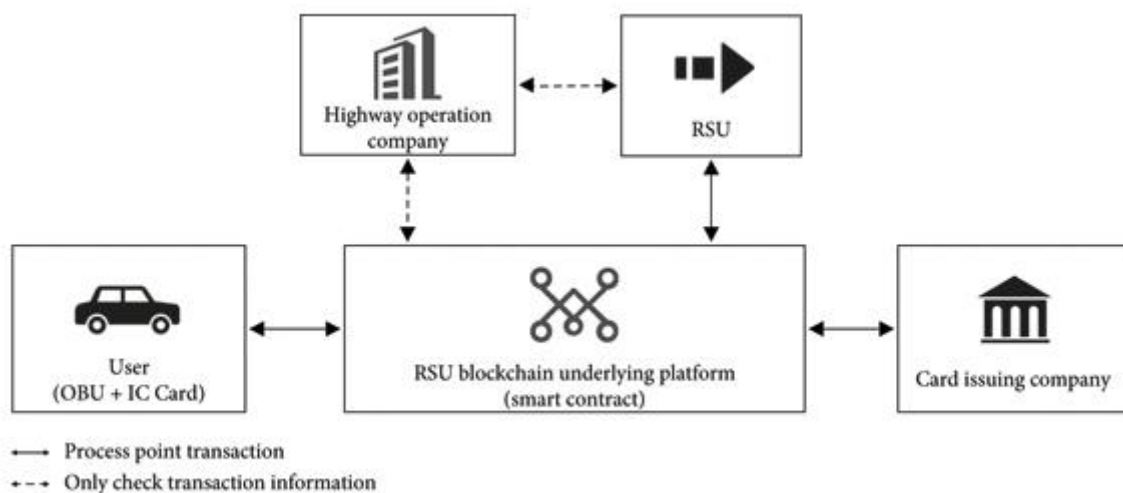 Highway operation
company
RSU
User
(OBU + IC Card)
RSU blockchain underlying platform
(smart contract)
Card issuing company
Process point transaction
Only check transaction information